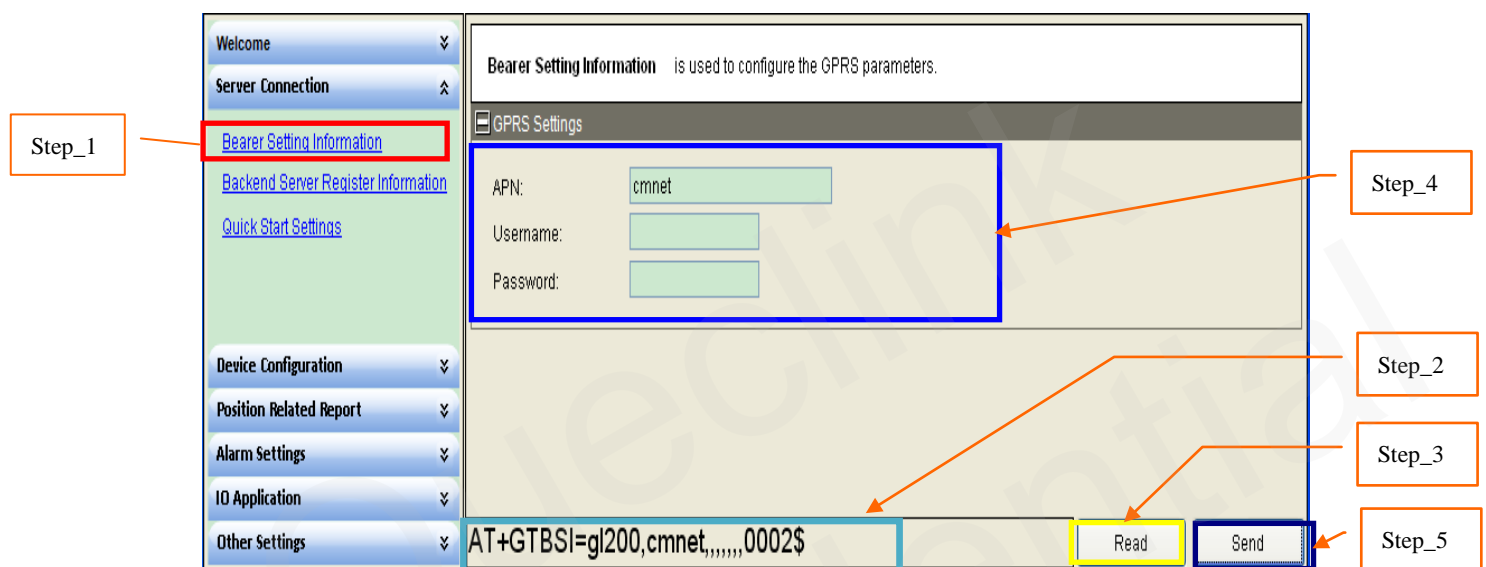 Welcome
Server Connection
Bearer Setting Information
Backend Server Register Information
Quick Start Settings
Device Configuration
Position Related Report
Alarm Settings
IO Application
Other Settings
Bearer Setting Information is used to configure the GPRS parameters.
GPRS Settings
APN: cmnet
Username:
Password:
AT+GTBSI=gl200,cmnet,,,,,,,0002$
Read
Send
Step_1
Step_4
Step_2
Step_3
Step_5